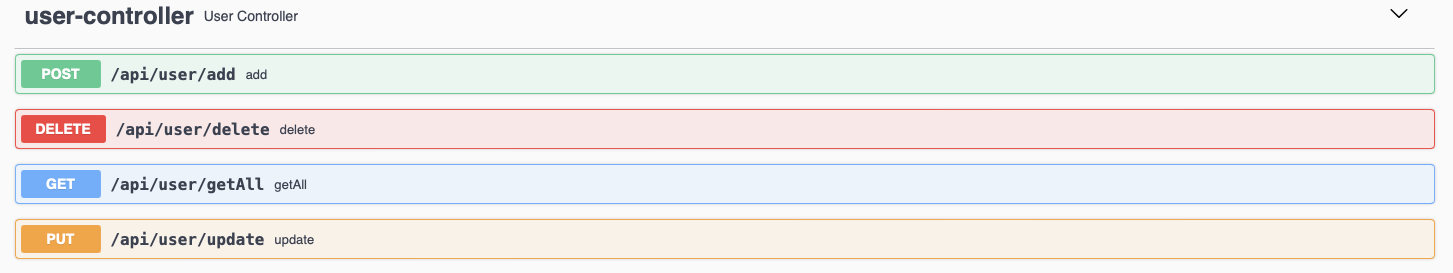 user-controller User Controller
POST /api/user/add add
DELETE /api/user/delete delete
GET /api/user/getAll getAll
PUT /api/user/update update